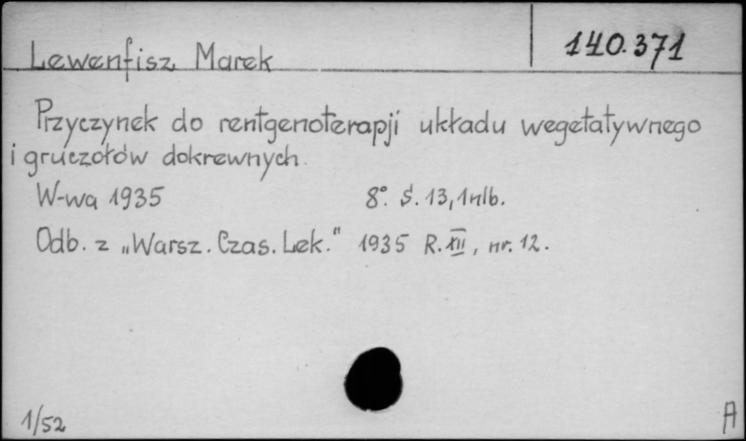 Lewenfisz Marek
140.371
Przyczynek do rentgenoterapji układu wegetatywnego
i gruczołów dokrewnych.
W-wa 1935 8°. S. 13, 1 nlb.
Odb. z „Warsz. Czas. Lek." 1935 R. XII, nr. 12.
1/52
A